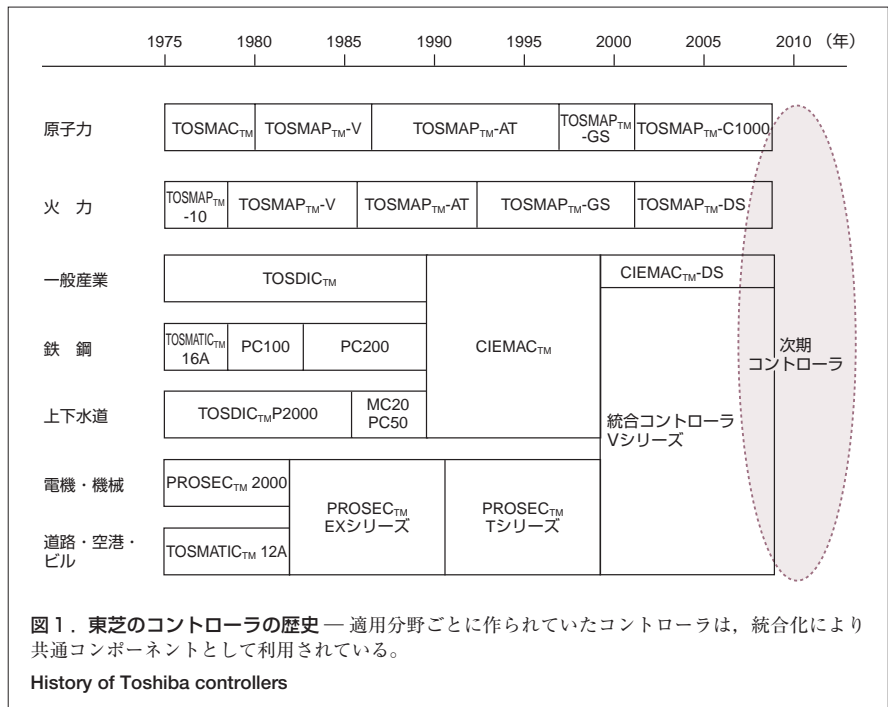 1975 1980 1985 1990 1995 2000 2005 2010 （年）
原子力
TOSMAC™ TOSMAP™-V TOSMAP™-AT TOSMAP™
-GS TOSMAP™-C1000
火　力
TOSMAP™
-10 TOSMAP™-V TOSMAP™-AT TOSMAP™-GS TOSMAP™-DS
一般産業
TOSDIC™
CIEMAC™-DS
鉄　鋼
TOSMATIC™
16A PC100 PC200
CIEMAC™
次期
コントローラ
上下水道
TOSDIC™P2000 MC20
PC50
統合コントローラ
Vシリーズ
電機・機械
PROSEC™ 2000
PROSEC™
EXシリーズ
PROSEC™
Tシリーズ
道路・空港・
ビル
TOSMATIC™ 12A
図1．東芝のコントローラの歴史 ― 適用分野ごとに作られていたコントローラは，統合化により
共通コンポーネントとして利用されている。
History of Toshiba controllers